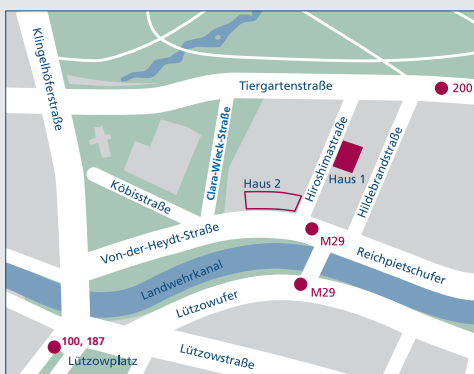 Klingelhöferstraße
Tiergartenstraße
200
Clara-Wieck-Straße
Hiroshimastraße
Hildebrandstraße
Haus 1
Haus 2
Köbisstraße
Von-der-Heydt-Straße
M29
Reichpietschufer
Landwehrkanal
M29
Lützowufer
100, 187
Lützowplatz
Lützowstraße